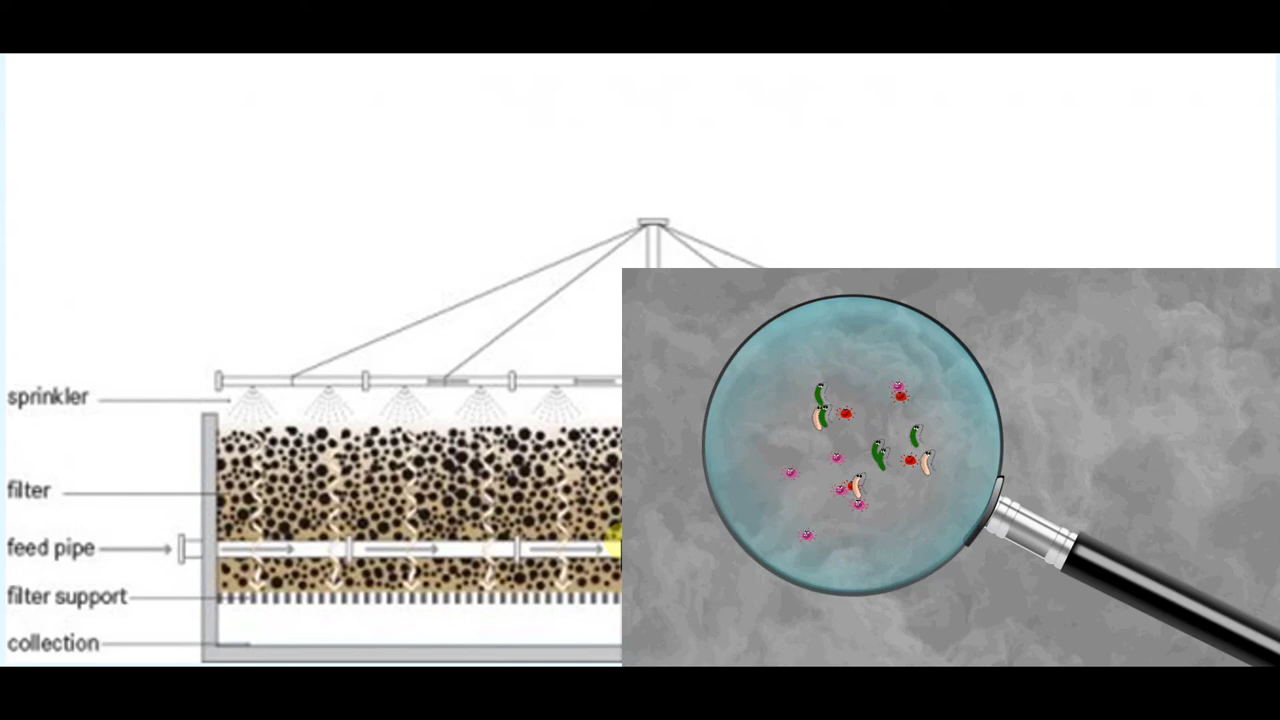 sprinkler
filter
feed pipe
filter support
collection